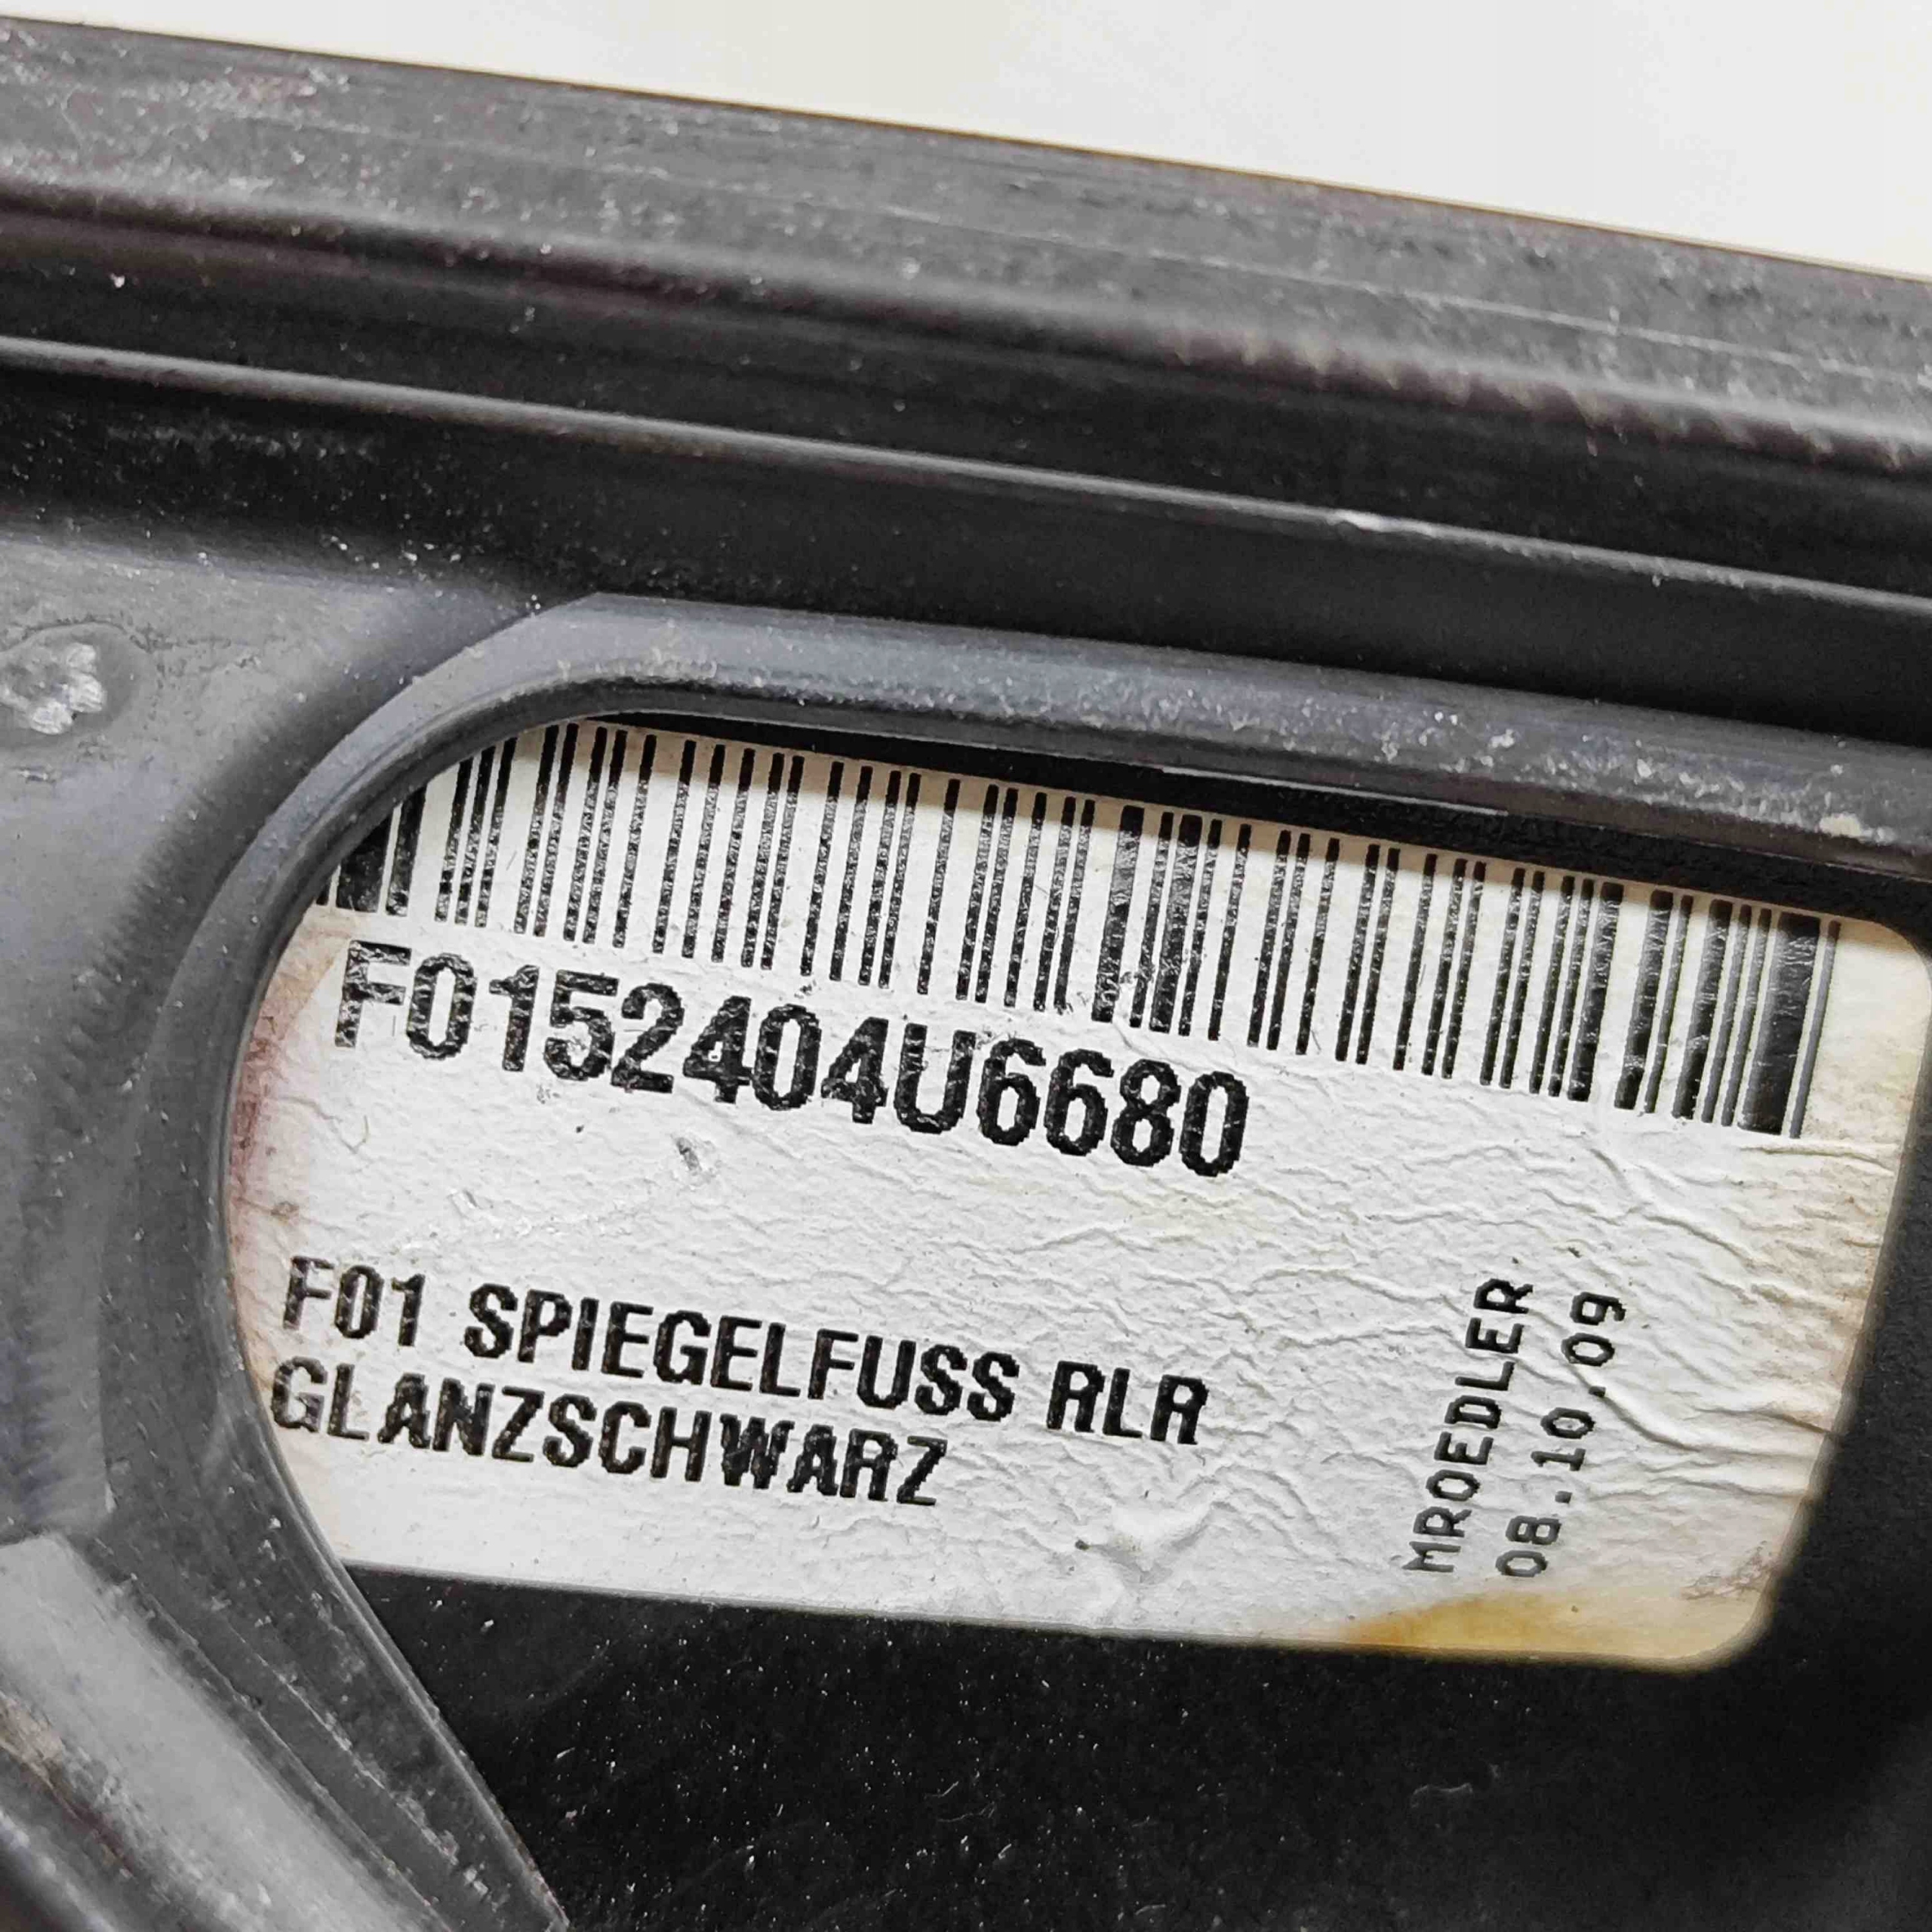 F0152404U6680
F01 SPIEGELFUSS RLR
GLANZSCHWARZ
MROEDLER
08.10.09